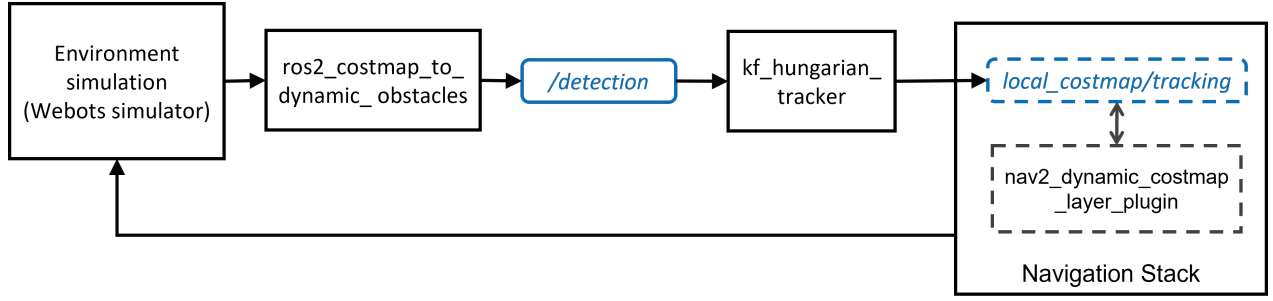 Environment
simulation
(Webots simulator)
ros2_costmap_to_
dynamic_ obstacles
/detection
kf_hungarian_
tracker
local_costmap/tracking
nav2_dynamic_costmap
_layer_plugin
Navigation Stack